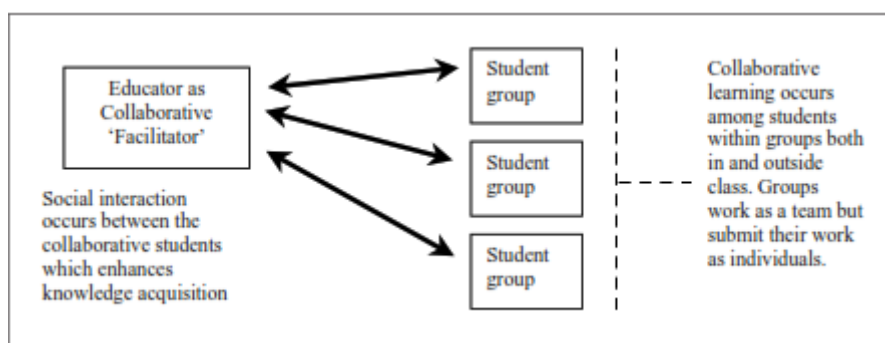 Educator as
Collaborative
‘Facilitator’
Social interaction
occurs between the
collaborative students
which enhances
knowledge acquisition
Student
group
Student
group
Student
group
Collaborative
learning occurs
among students
within groups both
in and outside
class. Groups
work as a team but
submit their work
as individuals.